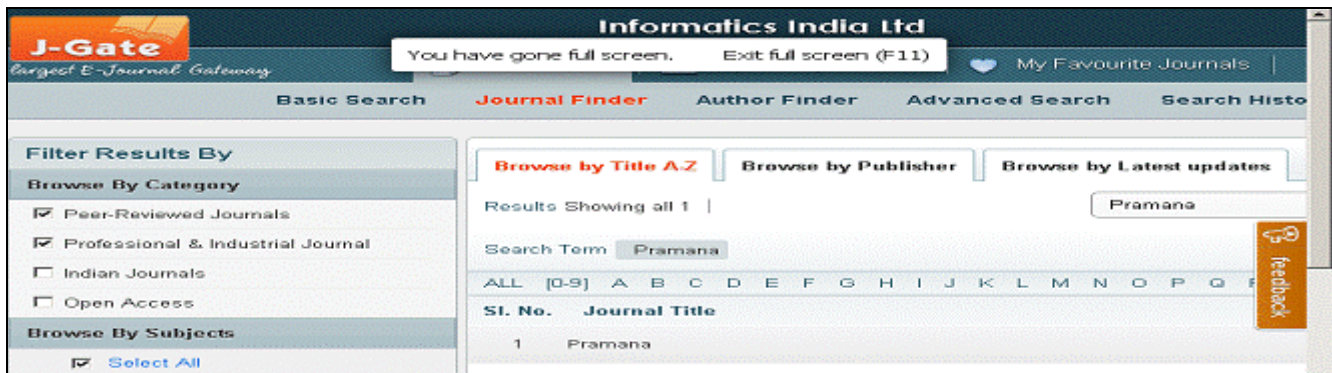 Informatics India Ltd
J-Gate
largest E-Journal Gateway
You have gone full screen. Exit full screen (F11)
My Favourite Journals
Basic Search Journal Finder Author Finder Advanced Search Search Histo
Filter Results By
Browse By Category
Peer-Reviewed Journals
Professional & Industrial Journal
Indian Journals
Open Access
Browse By Subjects
Select All
Browse by Title A-Z Browse by Publisher Browse by Latest updates
Results Showing all 1 | Pramana
Search Term Pramana
ALL [0-9] A B C D E F G H I J K L M N O P Q
Sl. No. Journal Title
1 Pramana
feedback